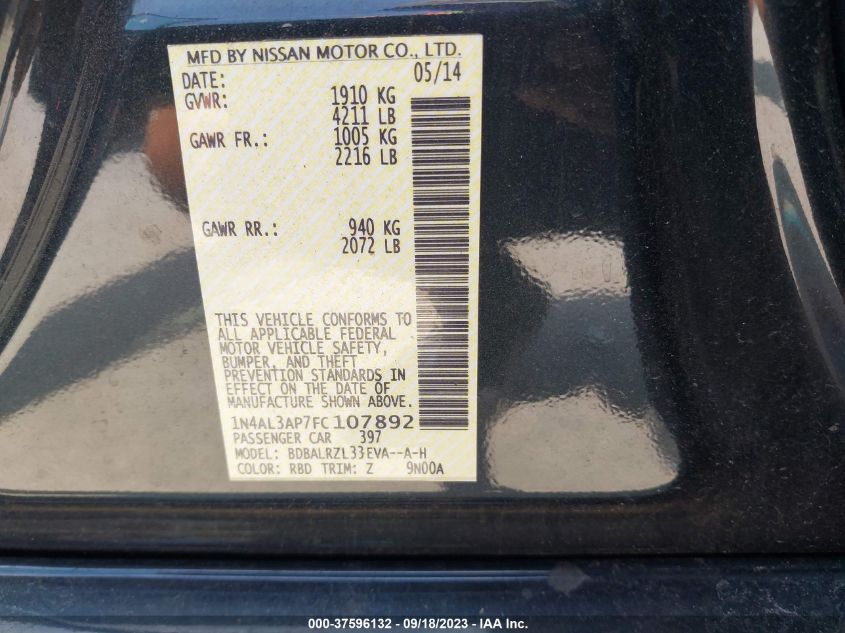 MFD BY NISSAN MOTOR CO., LTD.
DATE: 05/14
GVWR: 1910 KG
4211 LB
GAWR FR.: 1005 KG
2216 LB
GAWR RR.: 940 KG
2072 LB
THIS VEHICLE CONFORMS TO
ALL APPLICABLE FEDERAL
MOTOR VEHICLE SAFETY,
BUMPER, AND THEFT
PREVENTION STANDARDS IN
EFFECT ON THE DATE OF
MANUFACTURE SHOWN ABOVE.
1N4AL3AP7FC107892
PASSENGER CAR 397
MODEL: BDBALRZL33EVA--A-H
COLOR: RBD TRIM: Z 9N00A
000-37596132 - 09/18/2023 - IAA Inc.